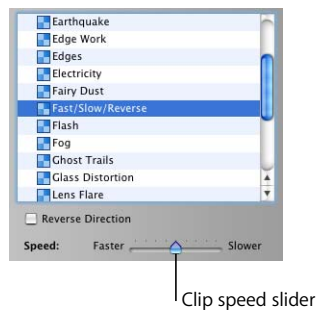 Earthquake
Edge Work
Edges
Electricity
Fairy Dust
Fast/Slow/Reverse
Flash
Fog
Ghost Trails
Glass Distortion
Lens Flare
Reverse Direction
Speed: Faster Slower
Clip speed slider